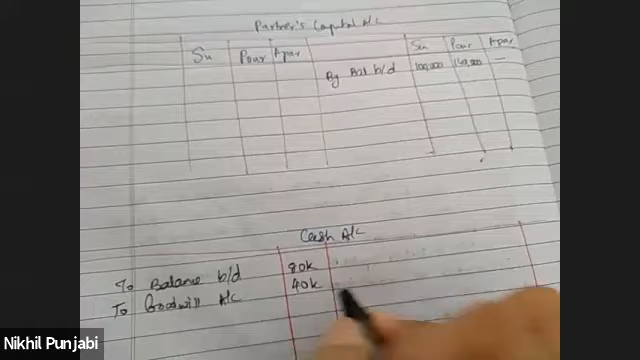 Partner's Capital A/c
Su Pour Apar Su Pour Apar
By Bal b/d 100,000 140,000 —
Cash A/c
To Balance b/d 80k
To Goodwill A/c 40k
Nikhil Punjabi